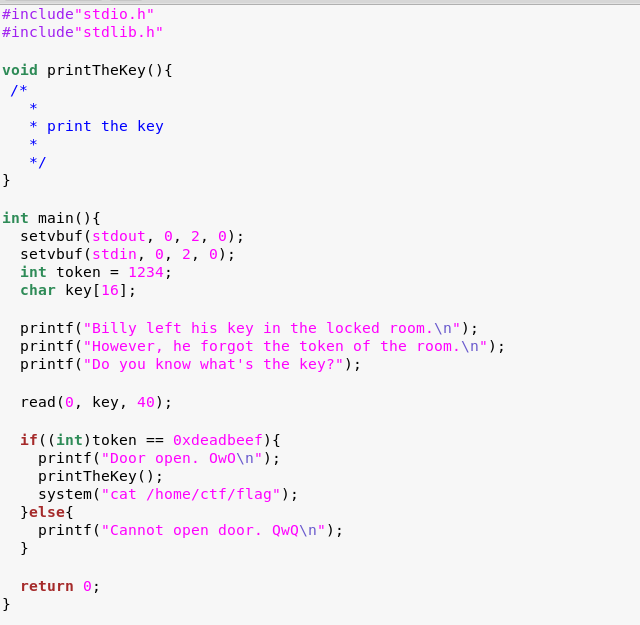 #include"stdio.h"
#include"stdlib.h"
void printTheKey(){
/*
*
* print the key
*
*/
}
int main(){
setvbuf(stdout, 0, 2, 0);
setvbuf(stdin, 0, 2, 0);
int token = 1234;
char key[16];
printf("Billy left his key in the locked room.\n");
printf("However, he forgot the token of the room.\n");
printf("Do you know what's the key?");
read(0, key, 40);
if((int)token == 0xdeadbeef){
printf("Door open. OwO\n");
printTheKey();
system("cat /home/ctf/flag");
}else{
printf("Cannot open door. QwQ\n");
}
return 0;
}